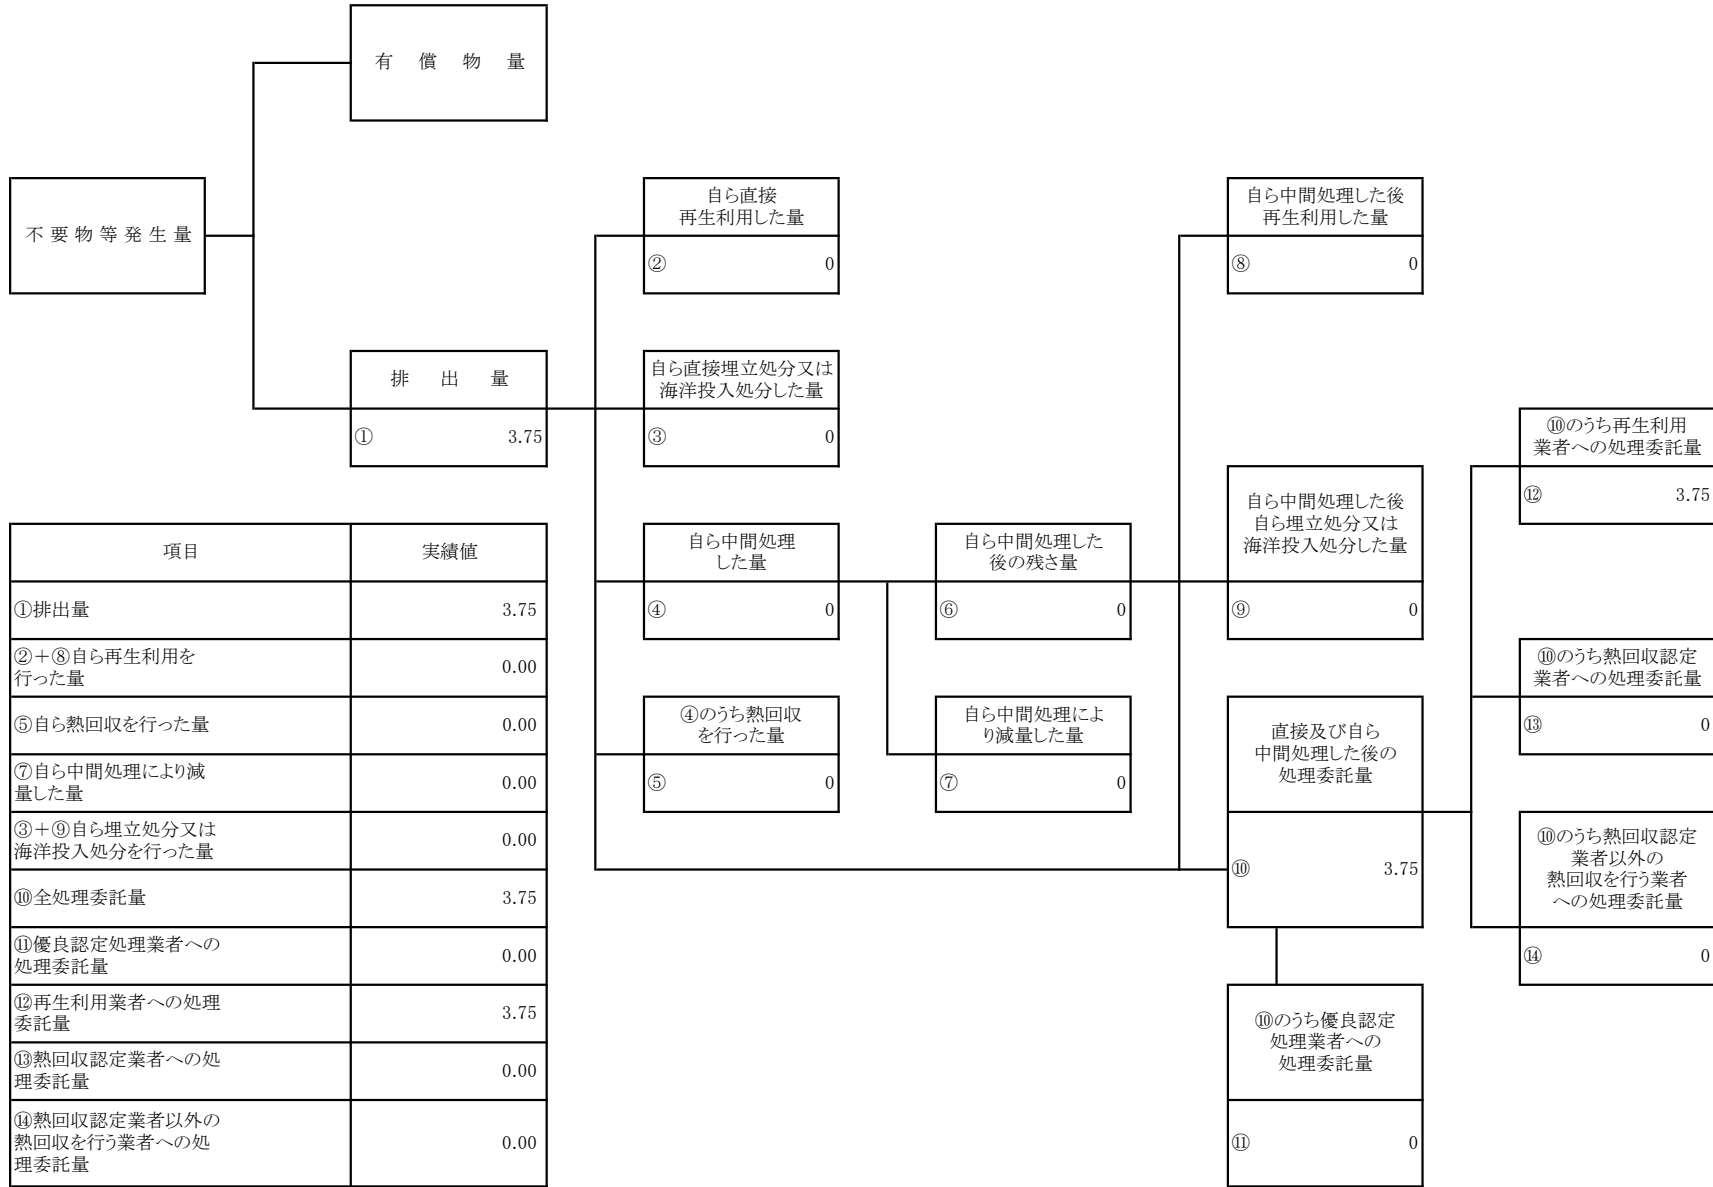 有　償　物　量
不 要 物 等 発 生 量
自ら直接
再生利用した量
②　0
自ら中間処理した後
再生利用した量
⑧　0
排　出　量
①　3.75
自ら直接埋立処分又は
海洋投入処分した量
③　0
⑩のうち再生利用
業者への処理委託量
⑫　3.75
自ら中間処理した後
自ら埋立処分又は
海洋投入処分した量
⑨　0
自ら中間処理
した量
④　0
自ら中間処理した
後の残さ量
⑥　0
⑩のうち熱回収認定
業者への処理委託量
⑬　0
④のうち熱回収
を行った量
⑤　0
自ら中間処理によ
り減量した量
⑦　0
直接及び自ら
中間処理した後の
処理委託量
⑩　3.75
⑩のうち熱回収認定
業者以外の
熱回収を行う業者
への処理委託量
⑭　0
⑩のうち優良認定
処理業者への
処理委託量
⑪　0
項目　実績値
①排出量　3.75
②＋⑧自ら再生利用を
行った量　0.00
⑤自ら熱回収を行った量　0.00
⑦自ら中間処理により減
量した量　0.00
③＋⑨自ら埋立処分又は
海洋投入処分を行った量　0.00
⑩全処理委託量　3.75
⑪優良認定処理業者への
処理委託量　0.00
⑫再生利用業者への処理
委託量　3.75
⑬熱回収認定業者への処
理委託量　0.00
⑭熱回収認定業者以外の
熱回収を行う業者への処
理委託量　0.00